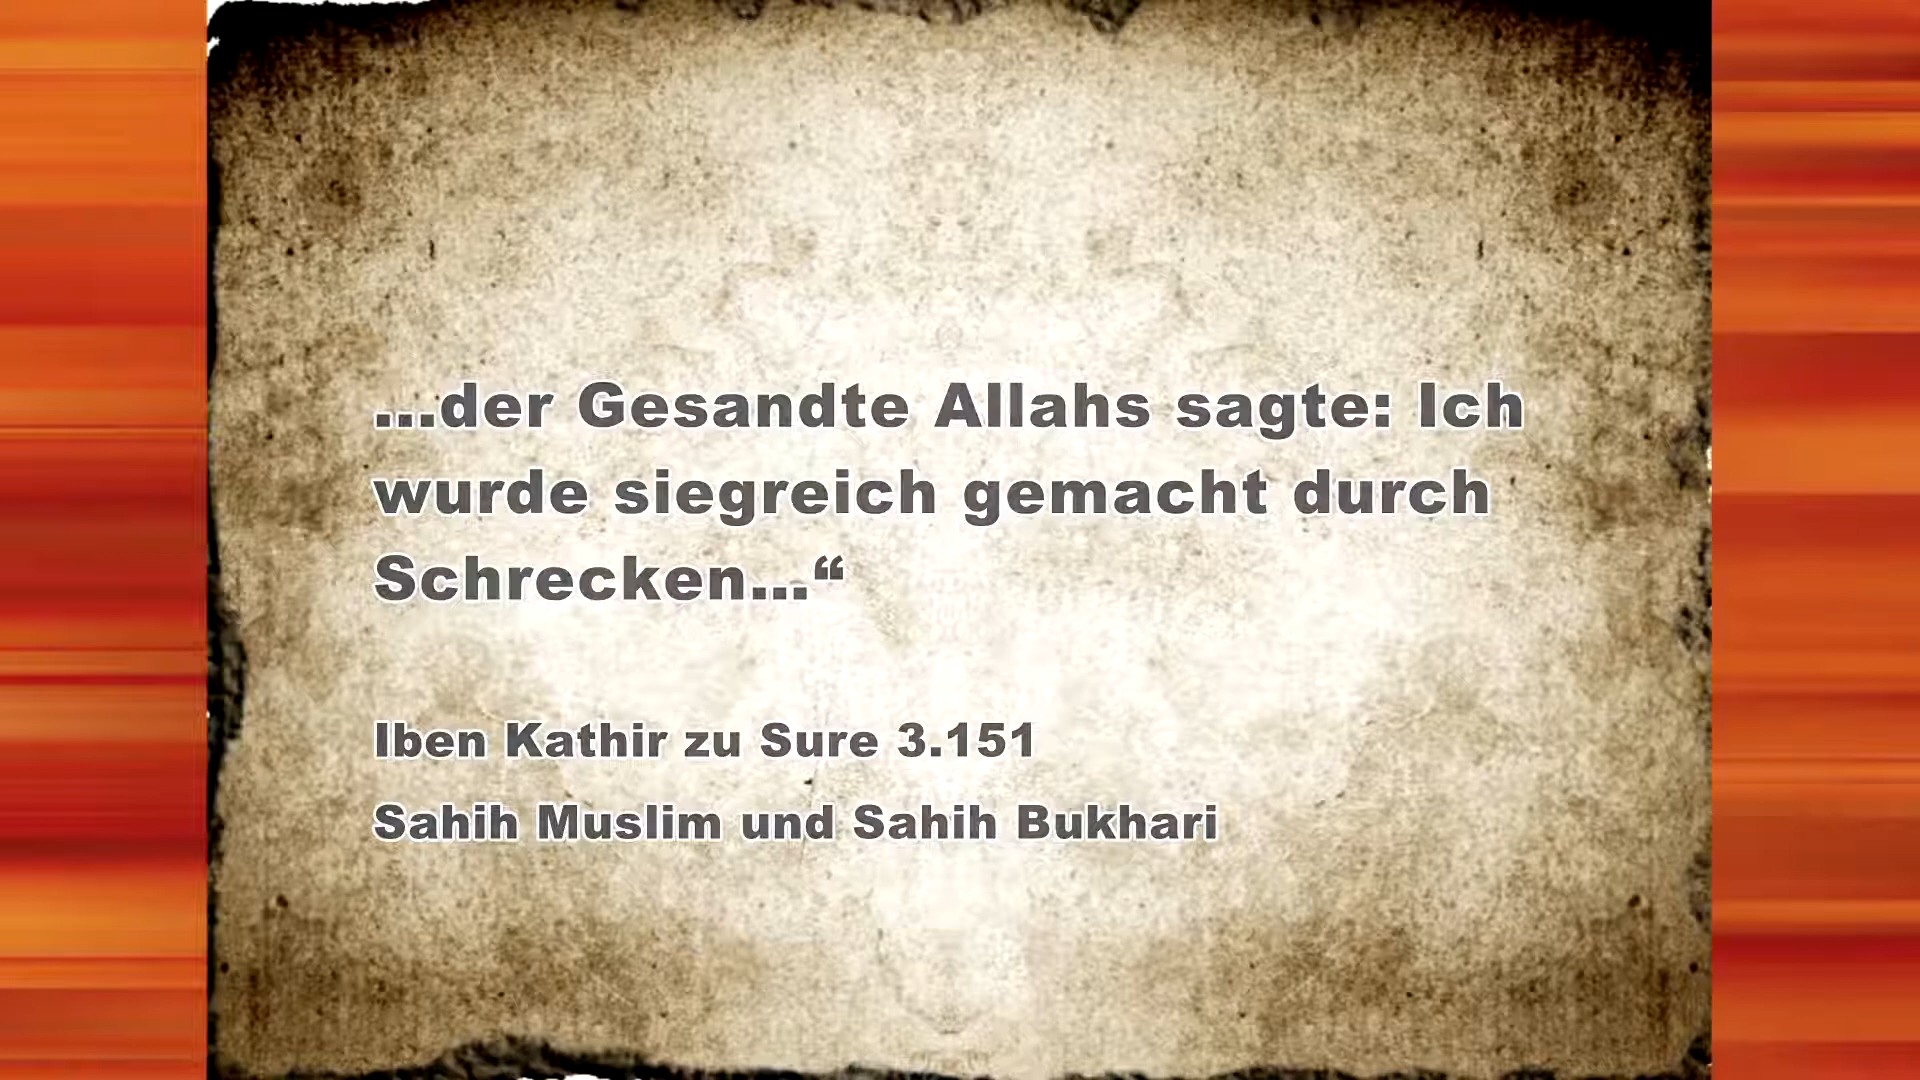 ...der Gesandte Allahs sagte: Ich
wurde siegreich gemacht durch
Schrecken...“
Iben Kathir zu Sure 3.151
Sahih Muslim und Sahih Bukhari